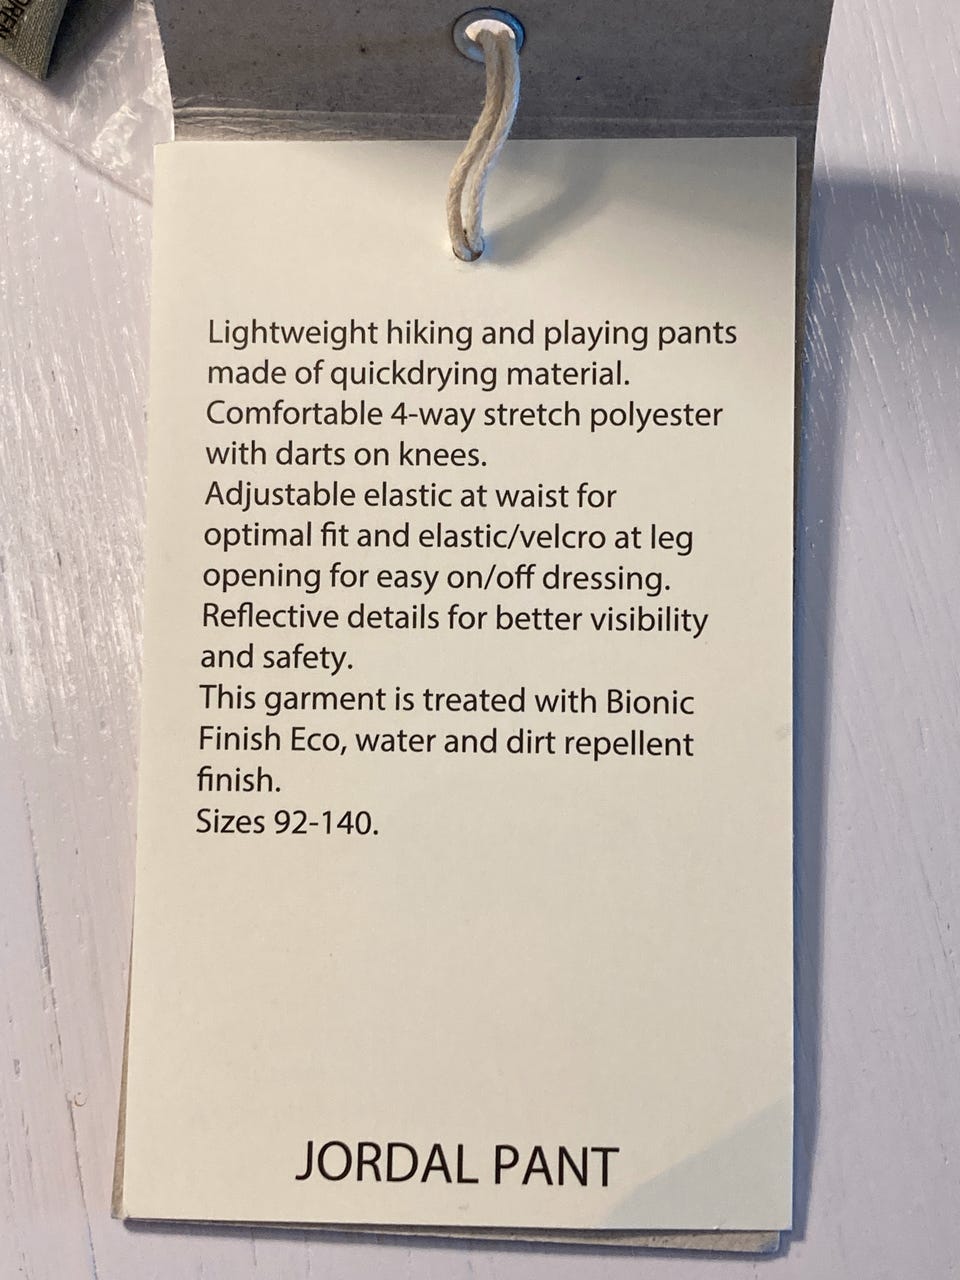 Lightweight hiking and playing pants
made of quickdrying material.
Comfortable 4-way stretch polyester
with darts on knees.
Adjustable elastic at waist for
optimal fit and elastic/velcro at leg
opening for easy on/off dressing.
Reflective details for better visibility
and safety.
This garment is treated with Bionic
Finish Eco, water and dirt repellent
finish.
Sizes 92-140.
JORDAL PANT